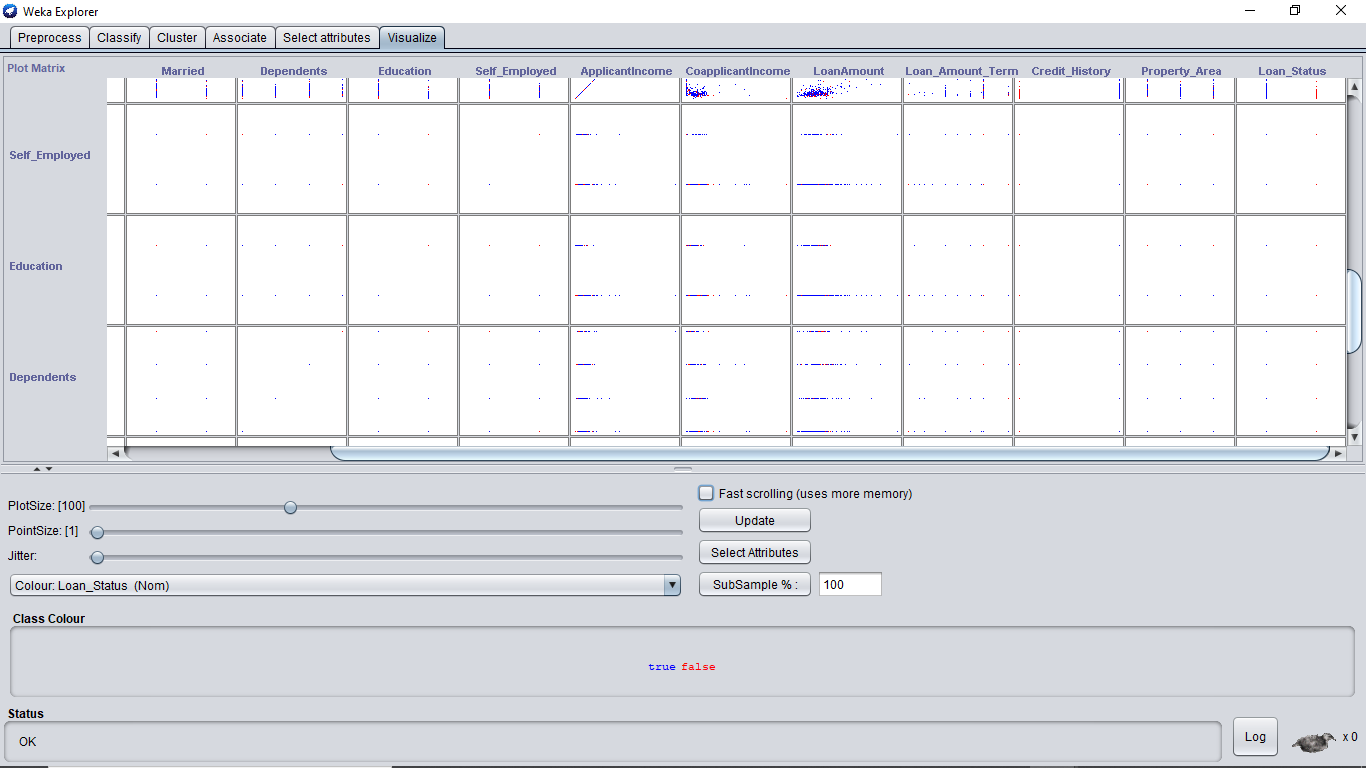 Weka Explorer
Preprocess Classify Cluster Associate Select attributes Visualize
Plot Matrix
Married Dependents Education Self_Employed ApplicantIncome CoapplicantIncome LoanAmount Loan_Amount_Term Credit_History Property_Area Loan_Status
Self_Employed
Education
Dependents
PlotSize: [100]
PointSize: [1]
Jitter:
Colour: Loan_Status (Nom)
Fast scrolling (uses more memory)
Update
Select Attributes
SubSample % : 100
Class Colour
true false
Status
OK
Log
x 0